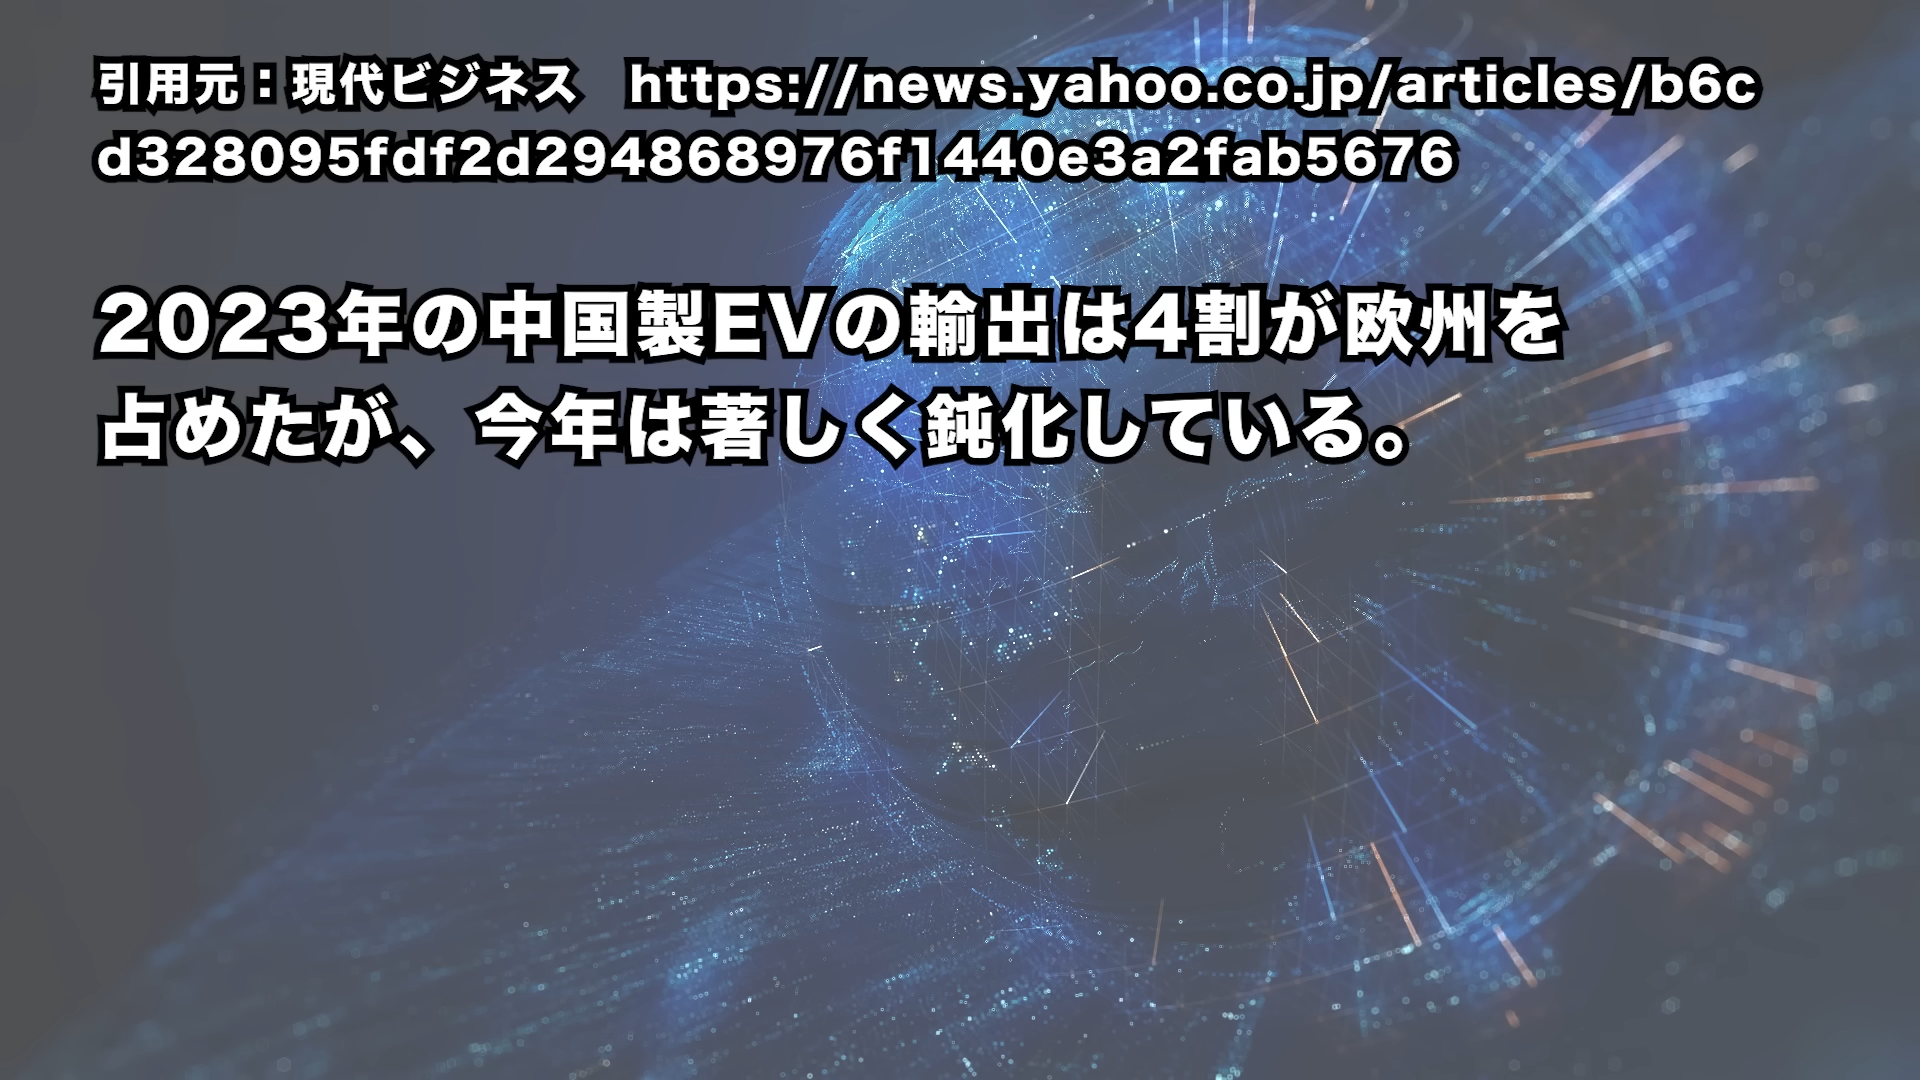 引用元：現代ビジネス　https://news.yahoo.co.jp/articles/b6c
d328095fdf2d294868976f1440e3a2fab5676
2023年の中国製EVの輸出は4割が欧州を
占めたが、今年は著しく鈍化している。